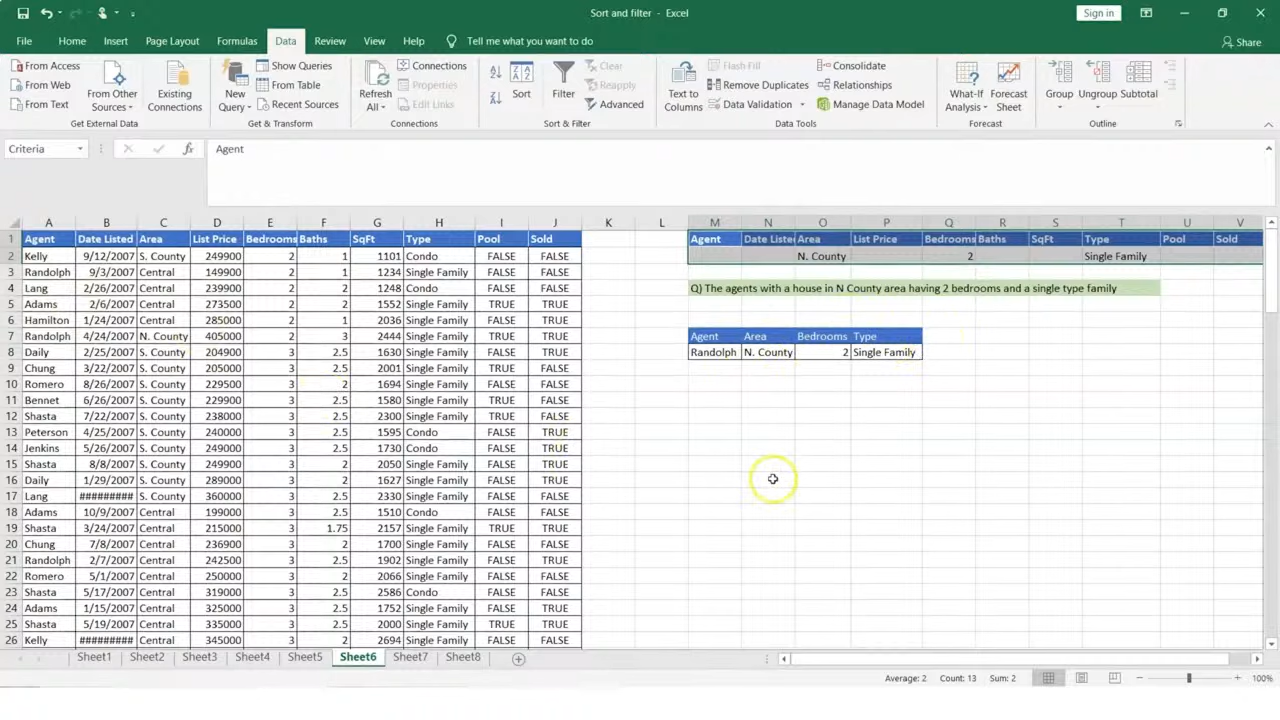 Sort and filter - Excel
Sign in
File Home Insert Page Layout Formulas Data Review View Help Tell me what you want to do Share
From Access
From Web
From Text
From Other Sources
Existing Connections
Get External Data
New Query
Show Queries
From Table
Recent Sources
Get & Transform
Refresh All
Connections
Properties
Edit Links
Connections
Sort
Filter
Clear
Reapply
Advanced
Sort & Filter
Text to Columns
Flash Fill
Remove Duplicates
Data Validation
Consolidate
Relationships
Manage Data Model
Data Tools
What-If Analysis
Forecast Sheet
Forecast
Group
Ungroup
Subtotal
Outline
Criteria fx Agent
A B C D E F G H I J K L M N O P Q R S T U V
1 Agent Date Listed Area List Price Bedrooms Baths SqFt Type Pool Sold Agent Date Liste Area List Price Bedrooms Baths SqFt Type Pool Sold
2 Kelly 9/12/2007 S. County 249900 2 1 1101 Condo FALSE FALSE N. County 2 Single Family
3 Randolph 9/3/2007 Central 149900 2 1 1234 Single Family FALSE FALSE
4 Lang 2/26/2007 Central 239900 2 1 1248 Condo FALSE FALSE Q) The agents with a house in N County area having 2 bedrooms and a single type family
5 Adams 2/6/2007 Central 273500 2 2 1552 Single Family TRUE TRUE
6 Hamilton 1/24/2007 Central 285000 2 1 2036 Single Family TRUE FALSE
7 Randolph 4/24/2007 N. County 405000 2 3 2444 Single Family TRUE TRUE Agent Area Bedrooms Type
8 Daily 2/25/2007 S. County 204900 3 2.5 1630 Single Family FALSE TRUE Randolph N. County 2 Single Family
9 Chung 3/22/2007 S. County 205000 3 2.5 2001 Single Family TRUE FALSE
10 Romero 8/26/2007 S. County 229500 3 2 1694 Single Family FALSE FALSE
11 Bennet 6/26/2007 S. County 229900 3 2.5 1580 Single Family TRUE FALSE
12 Shasta 7/22/2007 S. County 238000 3 2.5 2300 Single Family TRUE FALSE
13 Peterson 4/25/2007 S. County 240000 3 2.5 1595 Condo FALSE TRUE
14 Jenkins 5/26/2007 S. County 249000 3 2.5 1730 Condo FALSE TRUE
15 Shasta 8/8/2007 S. County 249900 3 2 2050 Single Family FALSE TRUE
16 Daily 1/29/2007 S. County 289000 3 2 1627 Single Family FALSE TRUE
17 Lang ######### S. County 360000 3 2.5 2330 Single Family FALSE TRUE
18 Adams 10/9/2007 Central 199000 3 2.5 1510 Condo FALSE FALSE
19 Shasta 3/24/2007 Central 215000 3 1.75 2157 Single Family TRUE TRUE
20 Chung 7/8/2007 Central 236900 3 2 1700 Single Family FALSE FALSE
21 Randolph 2/7/2007 Central 242500 3 2.5 1902 Single Family TRUE TRUE
22 Romero 5/1/2007 Central 250000 3 2 2066 Single Family FALSE FALSE
23 Shasta 5/17/2007 Central 319000 3 2.5 2586 Condo FALSE FALSE
24 Adams 1/15/2007 Central 325000 3 2.5 1752 Single Family FALSE TRUE
25 Shasta 5/19/2007 Central 335000 3 2.5 2000 Single Family TRUE TRUE
26 Kelly ######### Central 345000 3 2 2694 Single Family FALSE FALSE
Sheet1 Sheet2 Sheet3 Sheet4 Sheet5 Sheet6 Sheet7 Sheet8
Average: 2 Count: 13 Sum: 2 100%